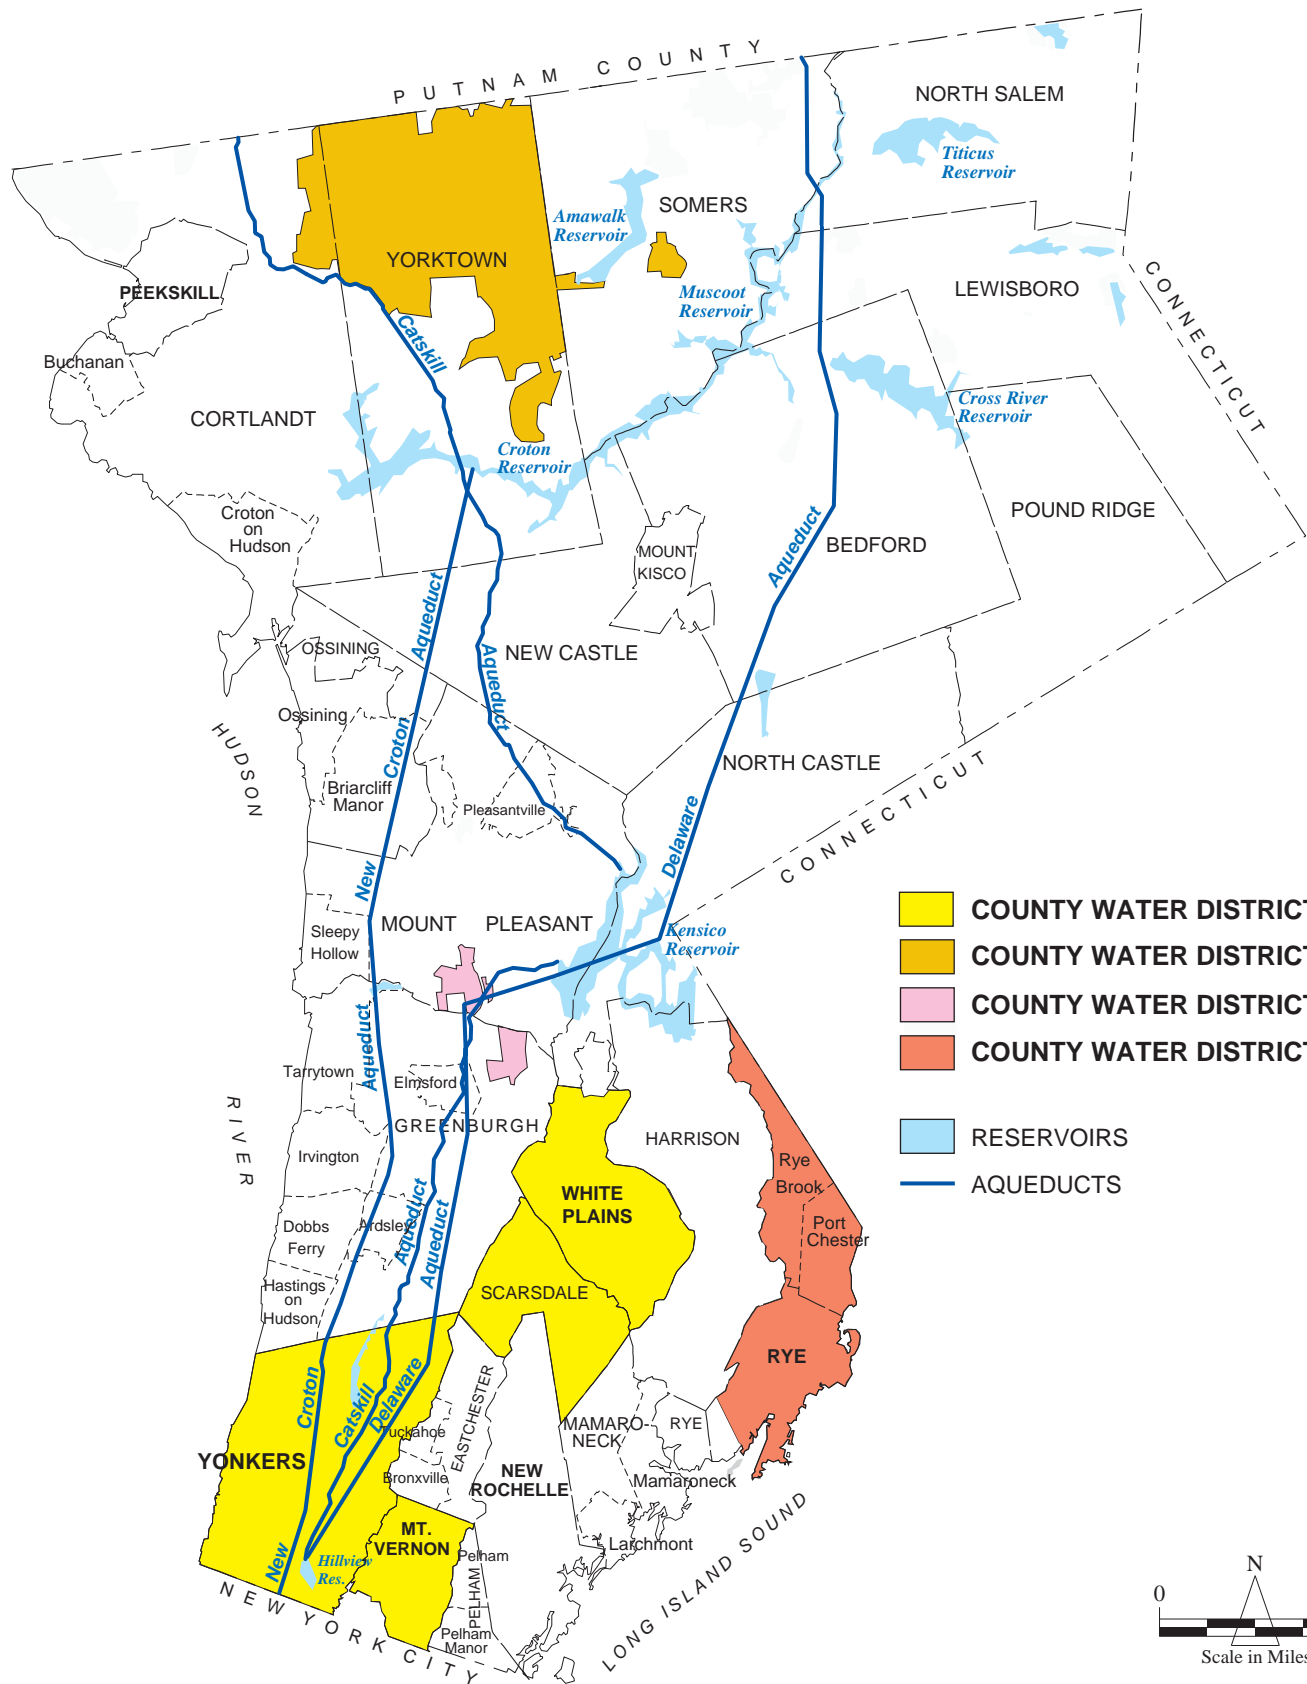 PUTNAM COUNTY
NORTH SALEM
Titicus
Reservoir
SOMERS
Amawalk
Reservoir
YORKTOWN
PEEKSKILL
Muscoot
Reservoir
LEWISBORO
CONNECTICUT
Catskill
Buchanan
CORTLANDT
Cross River
Reservoir
Croton
Reservoir
Croton
on
Hudson
POUND RIDGE
Aqueduct
BEDFORD
MOUNT
KISCO
Aqueduct
OSSINING
NEW CASTLE
Aqueduct
Ossining
HUDSON
Croton
NORTH CASTLE
Briarcliff
Manor
Pleasantville
CONNECTICUT
Delaware
New
MOUNT PLEASANT
Sleepy
Hollow
Kensico
Reservoir
COUNTY WATER DISTRICT
COUNTY WATER DISTRICT
COUNTY WATER DISTRICT
COUNTY WATER DISTRICT
RESERVOIRS
AQUEDUCTS
Aqueduct
Tarrytown
Elmsford
GREENBURGH
HARRISON
RIVER
Irvington
Rye
Brook
WHITE
PLAINS
Port
Chester
Dobbs
Ferry
Ardsley
Aqueduct
Aqueduct
Hastings
on
Hudson
SCARSDALE
RYE
Croton
Catskill
Delaware
Tuckahoe
EASTCHESTER
MAMARO-
NECK
RYE
YONKERS
Bronxville
NEW
ROCHELLE
Mamaroneck
MT.
VERNON
Larchmont
New
Hillview
Res.
Pelham
PELHAM
Pelham
Manor
NEW YORK CITY
LONG ISLAND SOUND
N
0
Scale in Miles